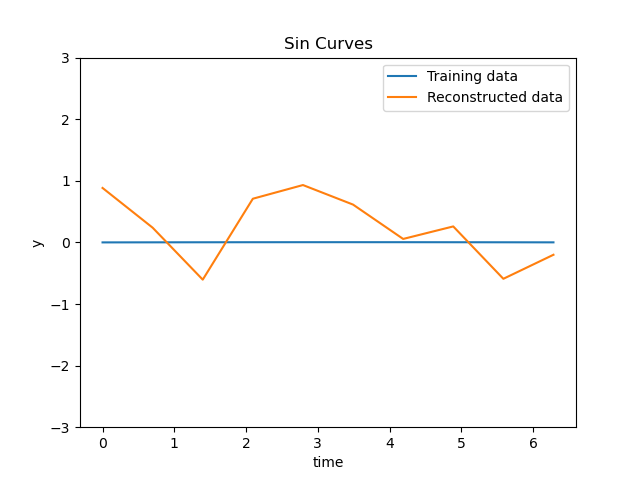 Sin Curves
Training data
Reconstructed data
3
2
1
0
−1
−2
−3
y
0 1 2 3 4 5 6
time